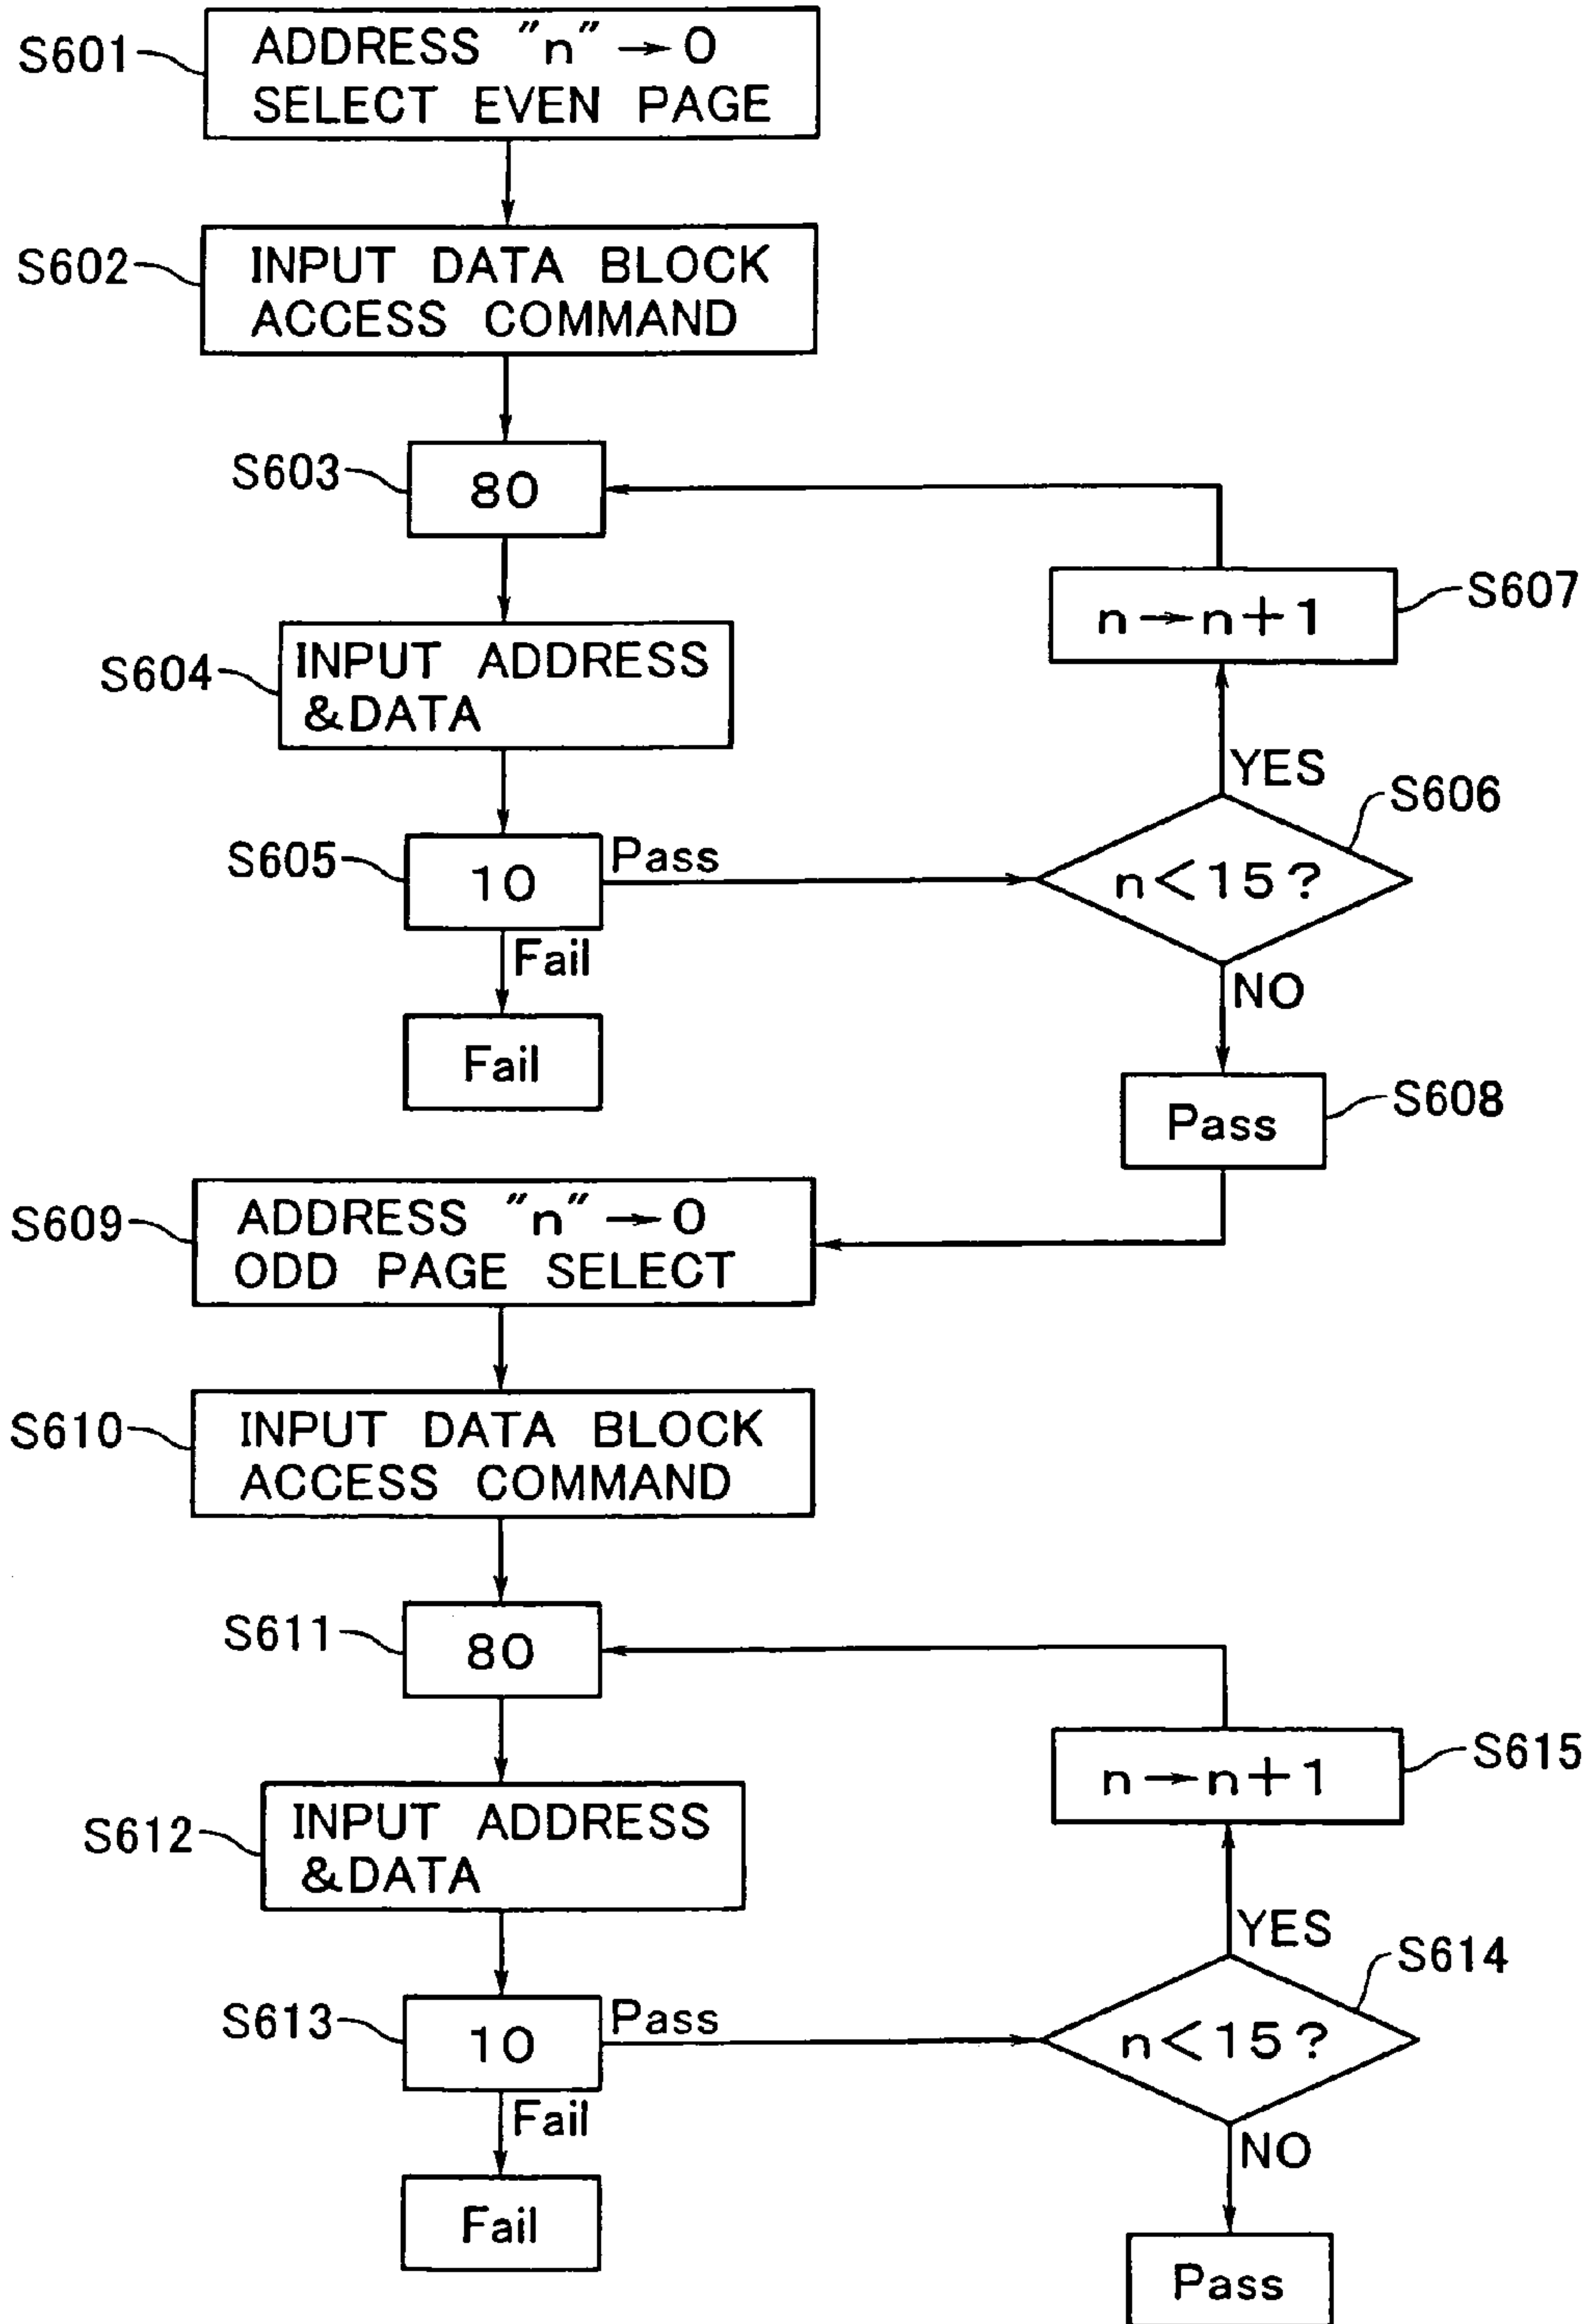 S601
ADDRESS "n"→0
SELECT EVEN PAGE
S602
INPUT DATA BLOCK
ACCESS COMMAND
S603
80
S607
n→n+1
S604
INPUT ADDRESS
&DATA
YES
S606
S605
10
Pass
n<15?
Fail
NO
Fail
S608
Pass
S609
ADDRESS "n"→0
ODD PAGE SELECT
S610
INPUT DATA BLOCK
ACCESS COMMAND
S611
80
S615
n→n+1
S612
INPUT ADDRESS
&DATA
YES
S614
S613
10
Pass
n<15?
Fail
NO
Fail
Pass